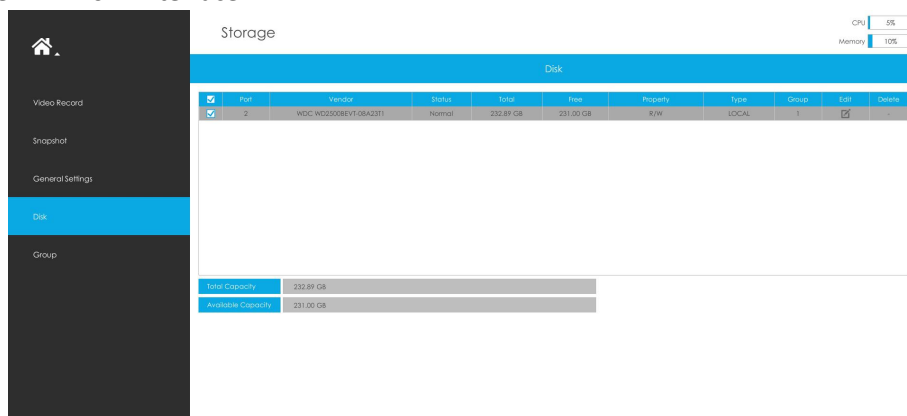 Storage
CPU 5%
Memory 10%
Disk
Video Record
Snapshot
General Settings
Disk
Group
Port Vendor Status Total Free Property Type Group Edit Delete
2 WDC WD2500BEVT-08A23T1 Normal 232.89 GB 231.00 GB R/W LOCAL 1 -
Total Capacity 232.89 GB
Available Capacity 231.00 GB